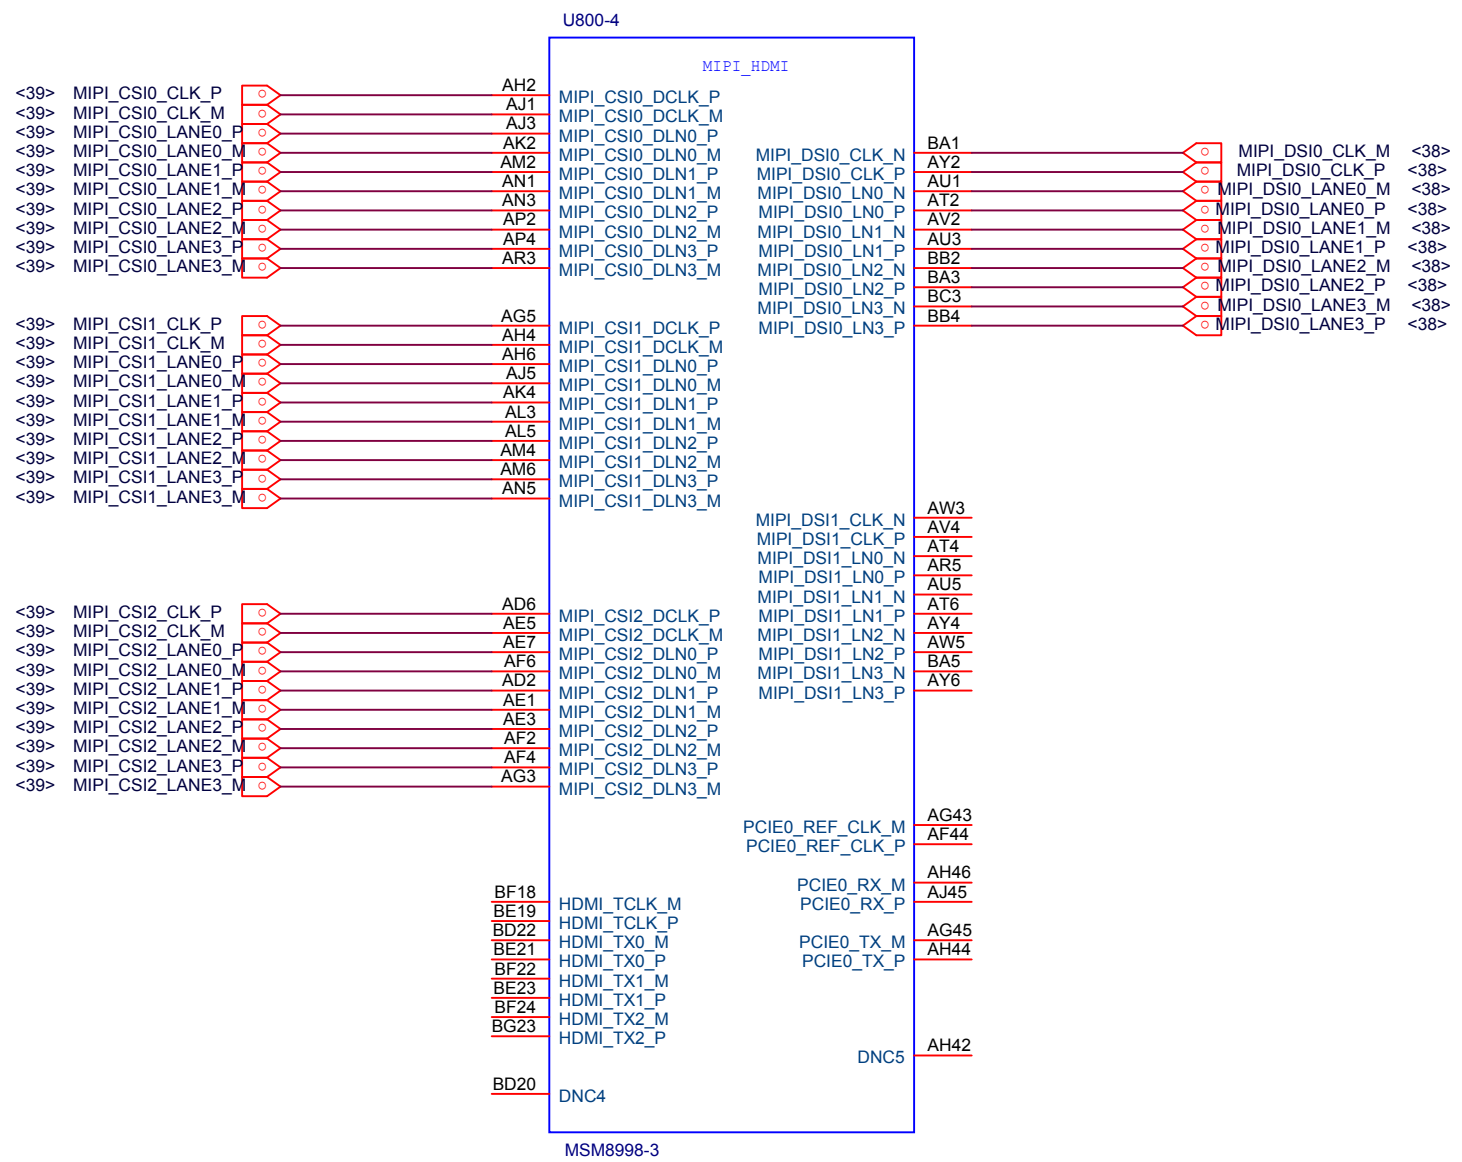 U800-4
MIPI_HDMI
<39> MIPI_CSI0_CLK_P AH2 MIPI_CSI0_DCLK_P
<39> MIPI_CSI0_CLK_M AJ1 MIPI_CSI0_DCLK_M
<39> MIPI_CSI0_LANE0_P AJ3 MIPI_CSI0_DLN0_P
<39> MIPI_CSI0_LANE0_M AK2 MIPI_CSI0_DLN0_M
<39> MIPI_CSI0_LANE1_P AM2 MIPI_CSI0_DLN1_P
<39> MIPI_CSI0_LANE1_M AN1 MIPI_CSI0_DLN1_M
<39> MIPI_CSI0_LANE2_P AN3 MIPI_CSI0_DLN2_P
<39> MIPI_CSI0_LANE2_M AP2 MIPI_CSI0_DLN2_M
<39> MIPI_CSI0_LANE3_P AP4 MIPI_CSI0_DLN3_P
<39> MIPI_CSI0_LANE3_M AR3 MIPI_CSI0_DLN3_M
<39> MIPI_CSI1_CLK_P AG5 MIPI_CSI1_DCLK_P
<39> MIPI_CSI1_CLK_M AH4 MIPI_CSI1_DCLK_M
<39> MIPI_CSI1_LANE0_P AH6 MIPI_CSI1_DLN0_P
<39> MIPI_CSI1_LANE0_M AJ5 MIPI_CSI1_DLN0_M
<39> MIPI_CSI1_LANE1_P AK4 MIPI_CSI1_DLN1_P
<39> MIPI_CSI1_LANE1_M AL3 MIPI_CSI1_DLN1_M
<39> MIPI_CSI1_LANE2_P AL5 MIPI_CSI1_DLN2_P
<39> MIPI_CSI1_LANE2_M AM4 MIPI_CSI1_DLN2_M
<39> MIPI_CSI1_LANE3_P AM6 MIPI_CSI1_DLN3_P
<39> MIPI_CSI1_LANE3_M AN5 MIPI_CSI1_DLN3_M
<39> MIPI_CSI2_CLK_P AD6 MIPI_CSI2_DCLK_P
<39> MIPI_CSI2_CLK_M AE5 MIPI_CSI2_DCLK_M
<39> MIPI_CSI2_LANE0_P AE7 MIPI_CSI2_DLN0_P
<39> MIPI_CSI2_LANE0_M AF6 MIPI_CSI2_DLN0_M
<39> MIPI_CSI2_LANE1_P AD2 MIPI_CSI2_DLN1_P
<39> MIPI_CSI2_LANE1_M AE1 MIPI_CSI2_DLN1_M
<39> MIPI_CSI2_LANE2_P AE3 MIPI_CSI2_DLN2_P
<39> MIPI_CSI2_LANE2_M AF2 MIPI_CSI2_DLN2_M
<39> MIPI_CSI2_LANE3_P AF4 MIPI_CSI2_DLN3_P
<39> MIPI_CSI2_LANE3_M AG3 MIPI_CSI2_DLN3_M
BF18 HDMI_TCLK_M
BE19 HDMI_TCLK_P
BD22 HDMI_TX0_M
BE21 HDMI_TX0_P
BF22 HDMI_TX1_M
BE23 HDMI_TX1_P
BF24 HDMI_TX2_M
BG23 HDMI_TX2_P
BD20 DNC4
MIPI_DSI0_CLK_N BA1 MIPI_DSI0_CLK_M <38>
MIPI_DSI0_CLK_P AY2 MIPI_DSI0_CLK_P <38>
MIPI_DSI0_LN0_N AU1 MIPI_DSI0_LANE0_M <38>
MIPI_DSI0_LN0_P AT2 MIPI_DSI0_LANE0_P <38>
MIPI_DSI0_LN1_N AV2 MIPI_DSI0_LANE1_M <38>
MIPI_DSI0_LN1_P AU3 MIPI_DSI0_LANE1_P <38>
MIPI_DSI0_LN2_N BB2 MIPI_DSI0_LANE2_M <38>
MIPI_DSI0_LN2_P BA3 MIPI_DSI0_LANE2_P <38>
MIPI_DSI0_LN3_N BC3 MIPI_DSI0_LANE3_M <38>
MIPI_DSI0_LN3_P BB4 MIPI_DSI0_LANE3_P <38>
MIPI_DSI1_CLK_N AW3
MIPI_DSI1_CLK_P AV4
MIPI_DSI1_LN0_N AT4
MIPI_DSI1_LN0_P AR5
MIPI_DSI1_LN1_N AU5
MIPI_DSI1_LN1_P AT6
MIPI_DSI1_LN2_N AY4
MIPI_DSI1_LN2_P AW5
MIPI_DSI1_LN3_N BA5
MIPI_DSI1_LN3_P AY6
PCIE0_REF_CLK_M AG43
PCIE0_REF_CLK_P AF44
PCIE0_RX_M AH46
PCIE0_RX_P AJ45
PCIE0_TX_M AG45
PCIE0_TX_P AH44
DNC5 AH42
MSM8998-3